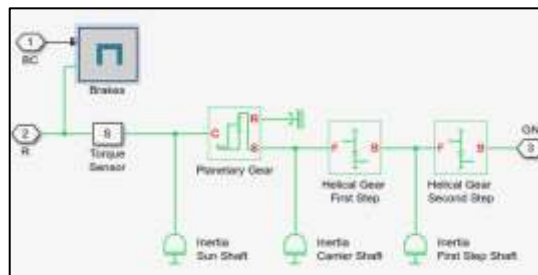 1
BC
Brakes
2
R
S
Torque
Sensor
C
R
S
Planetary Gear
F
B
Helical Gear
First Step
F
B
Helical Gear
Second Step
3
Inertia
Sun Shaft
Inertia
Carrier Shaft
Inertia
First Step Shaft